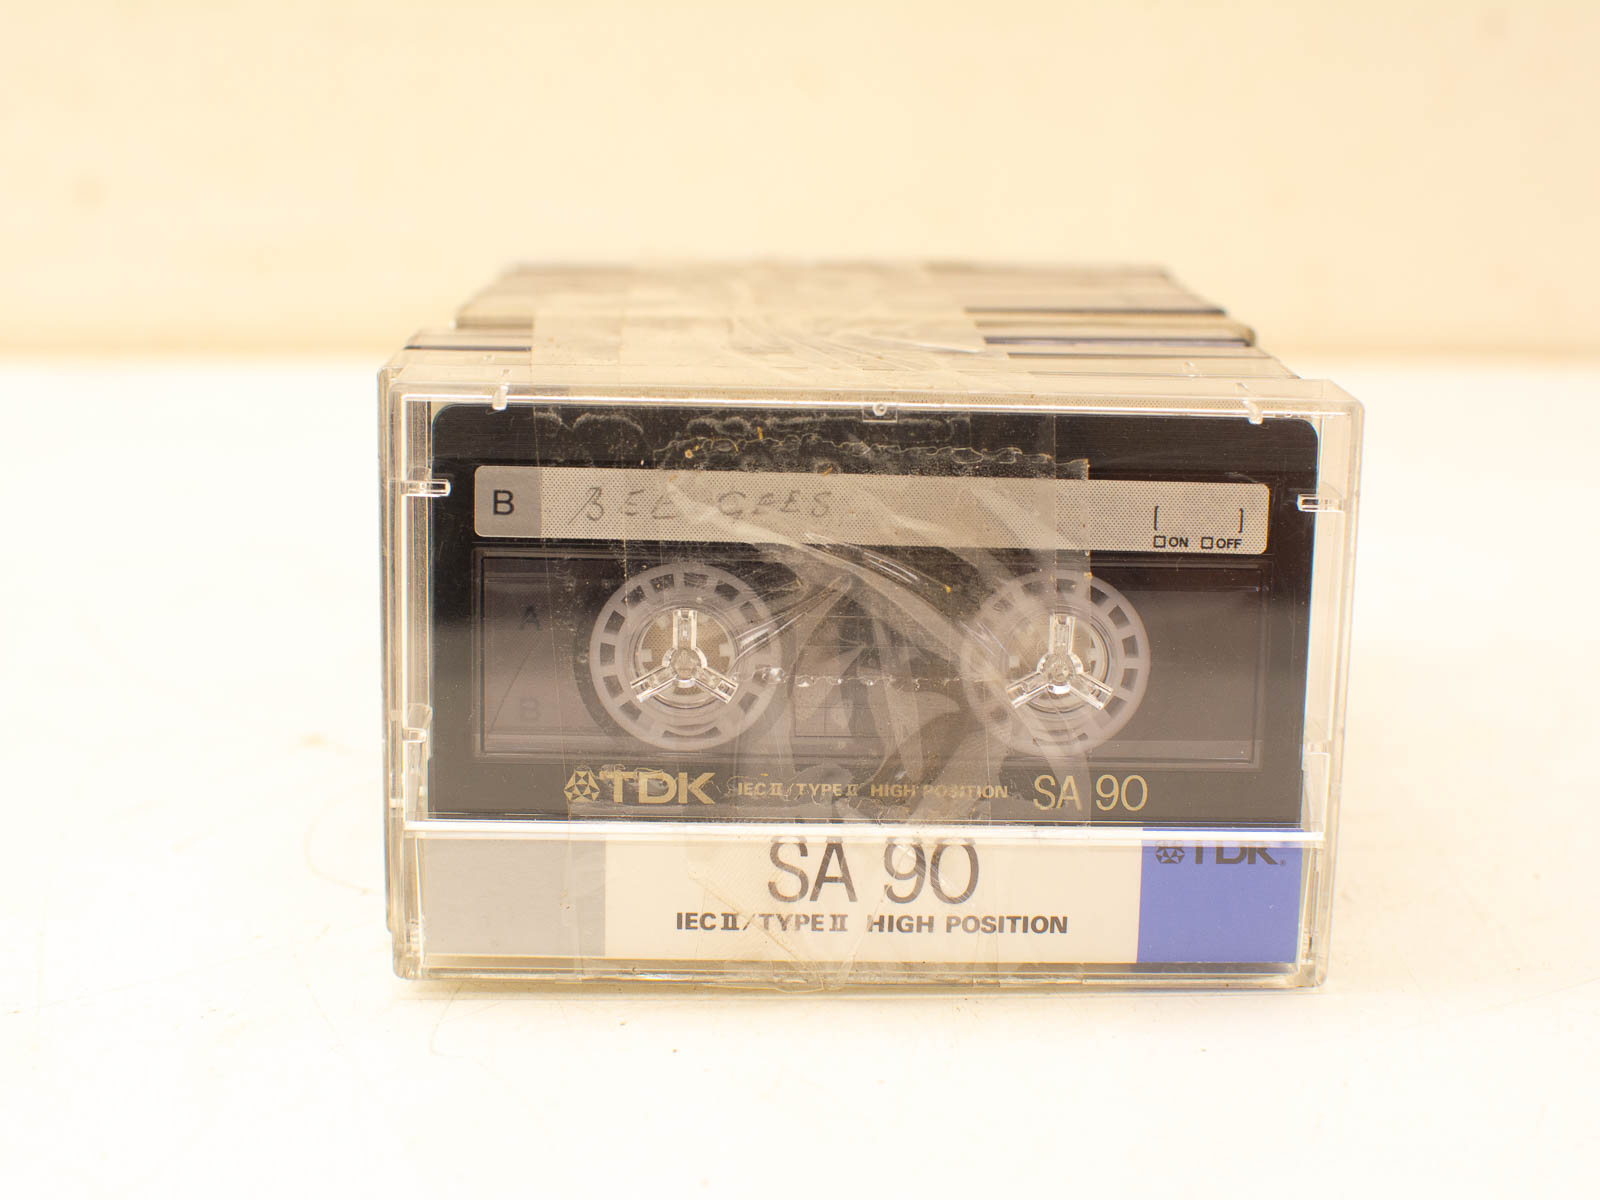 B BEE GEES
[ ]
ON OFF
A
B
TDK IEC II/TYPE II HIGH POSITION SA 90
SA 90
TDK
IEC II/TYPE II HIGH POSITION